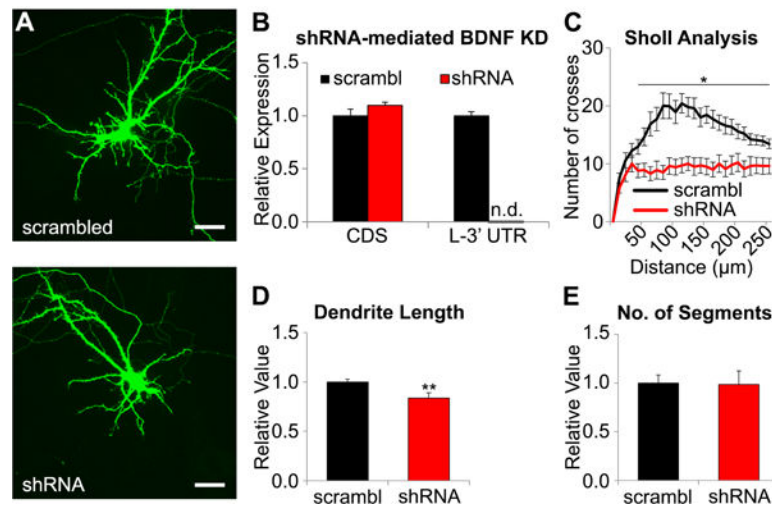 A
scrambled
shRNA
B
shRNA-mediated BDNF KD
scrambl shRNA
Relative Expression
1.5
1.0
0.5
0.0
n.d.
CDS L-3' UTR
C
Sholl Analysis
*
Number of crosses
30
20
10
0
scrambl
shRNA
50 100 150 200 250
Distance (µm)
D
Dendrite Length
Relative Value
1.5
1.0
0.5
0.0
**
scrambl shRNA
E
No. of Segments
Relative Value
1.5
1.0
0.5
0.0
scrambl shRNA